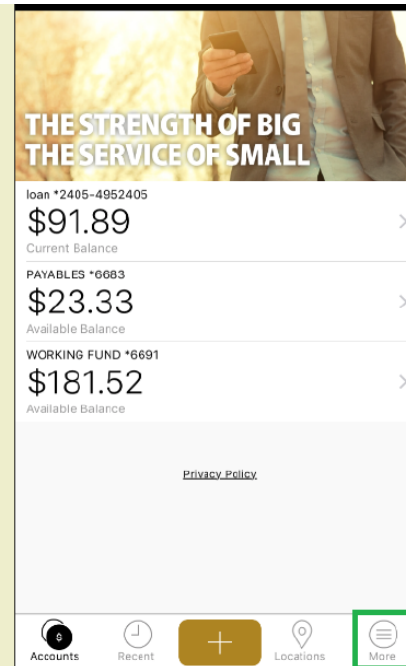 THE STRENGTH OF BIG
THE SERVICE OF SMALL
loan *2405-4952405
$91.89
Current Balance
PAYABLES *6683
$23.33
Available Balance
WORKING FUND *6691
$181.52
Available Balance
Privacy Policy
$
Accounts
Recent
Locations
More